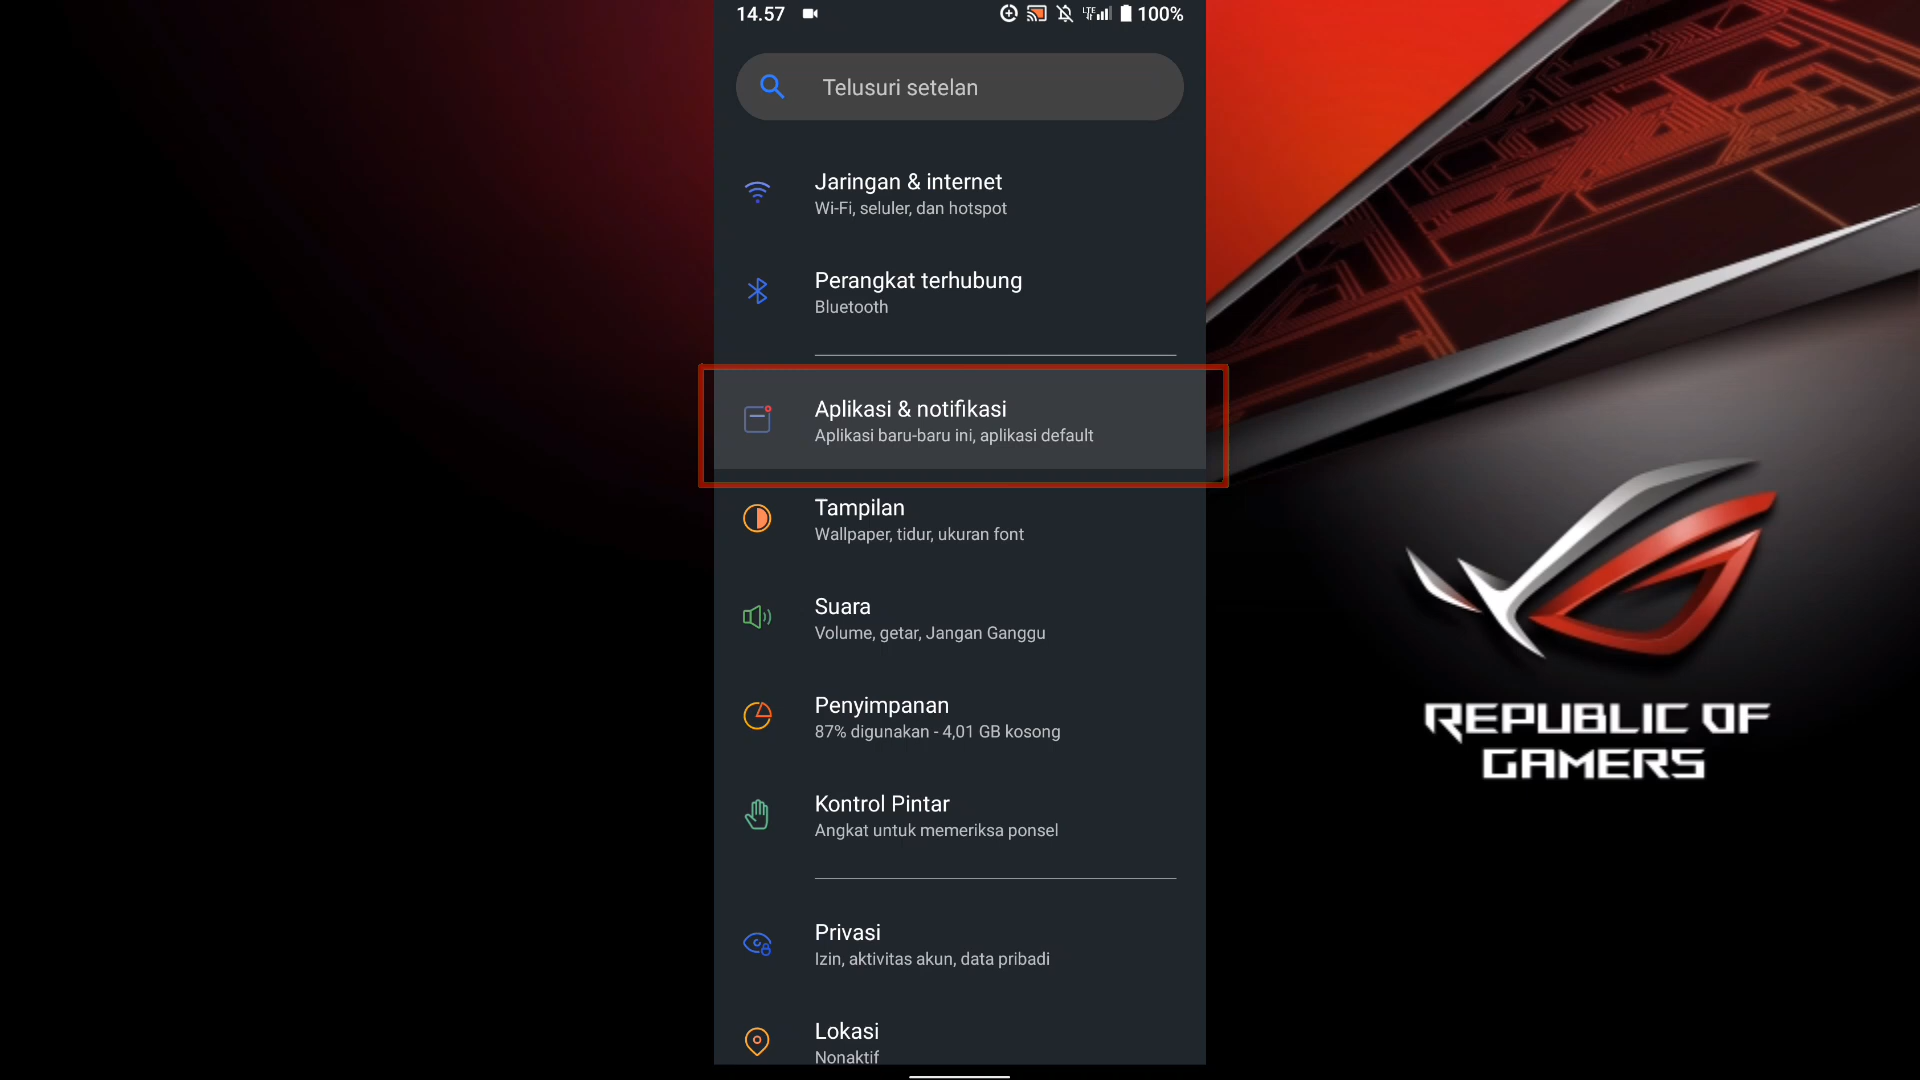 14.57
LTE
100%
Telusuri setelan
Jaringan & internet
Wi-Fi, seluler, dan hotspot
Perangkat terhubung
Bluetooth
Aplikasi & notifikasi
Aplikasi baru-baru ini, aplikasi default
Tampilan
Wallpaper, tidur, ukuran font
Suara
Volume, getar, Jangan Ganggu
Penyimpanan
87% digunakan - 4,01 GB kosong
Kontrol Pintar
Angkat untuk memeriksa ponsel
Privasi
Izin, aktivitas akun, data pribadi
Lokasi
Nonaktif
REPUBLIC OF
GAMERS